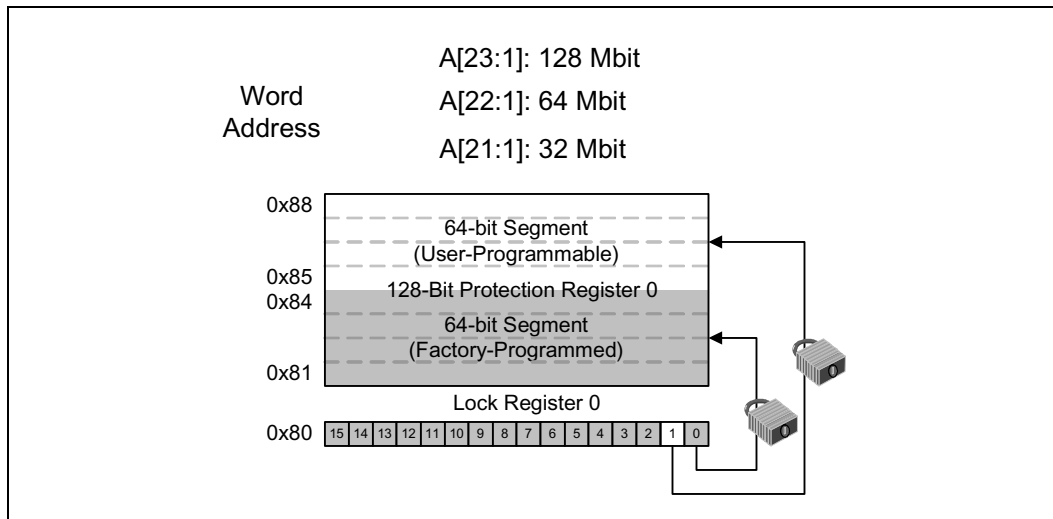 A[23:1]: 128 Mbit
Word
Address
A[22:1]: 64 Mbit
A[21:1]: 32 Mbit
0x88
64-bit Segment
(User-Programmable)
0x85
128-Bit Protection Register 0
0x84
64-bit Segment
(Factory-Programmed)
0x81
Lock Register 0
0x80 15 14 13 12 11 10 9 8 7 6 5 4 3 2 1 0